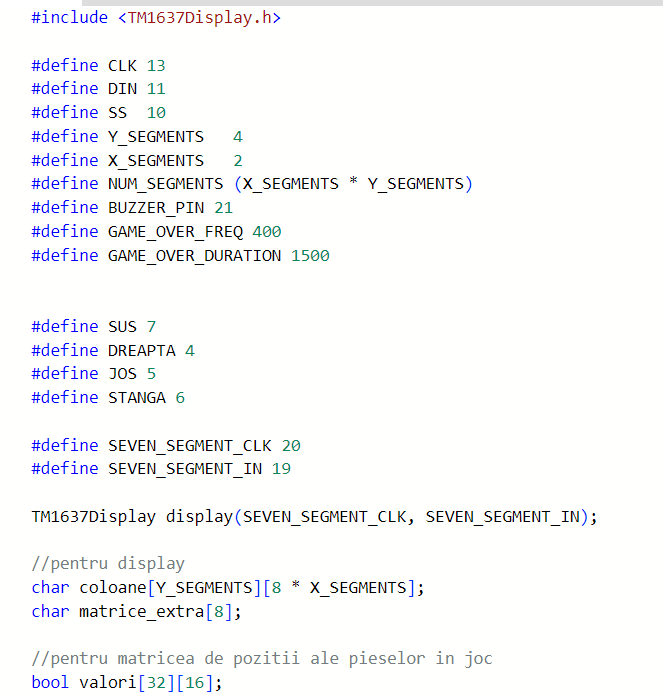 #include <TM1637Display.h>
#define CLK 13
#define DIN 11
#define SS  10
#define Y_SEGMENTS   4
#define X_SEGMENTS   2
#define NUM_SEGMENTS (X_SEGMENTS * Y_SEGMENTS)
#define BUZZER_PIN 21
#define GAME_OVER_FREQ 400
#define GAME_OVER_DURATION 1500
#define SUS 7
#define DREAPTA 4
#define JOS 5
#define STANGA 6
#define SEVEN_SEGMENT_CLK 20
#define SEVEN_SEGMENT_IN 19
TM1637Display display(SEVEN_SEGMENT_CLK, SEVEN_SEGMENT_IN);
//pentru display
char coloane[Y_SEGMENTS][8 * X_SEGMENTS];
char matrice_extra[8];
//pentru matricea de pozitii ale pieselor in joc
bool valori[32][16];